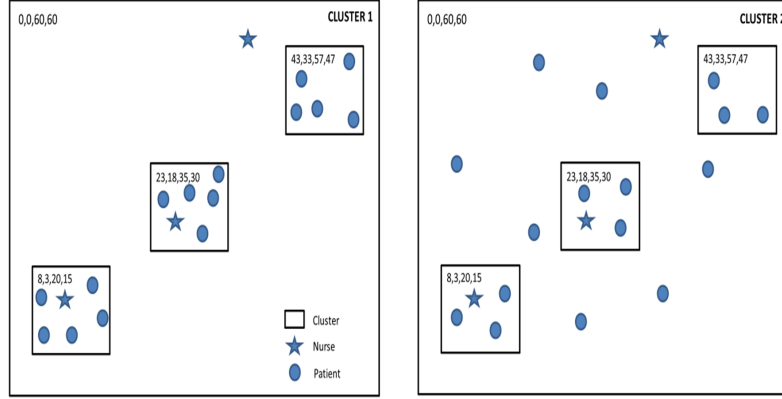 0,0,60,60
CLUSTER 1
43,33,57,47
23,18,35,30
8,3,20,15
Cluster
Nurse
Patient
0,0,60,60
CLUSTER 2
43,33,57,47
23,18,35,30
8,3,20,15